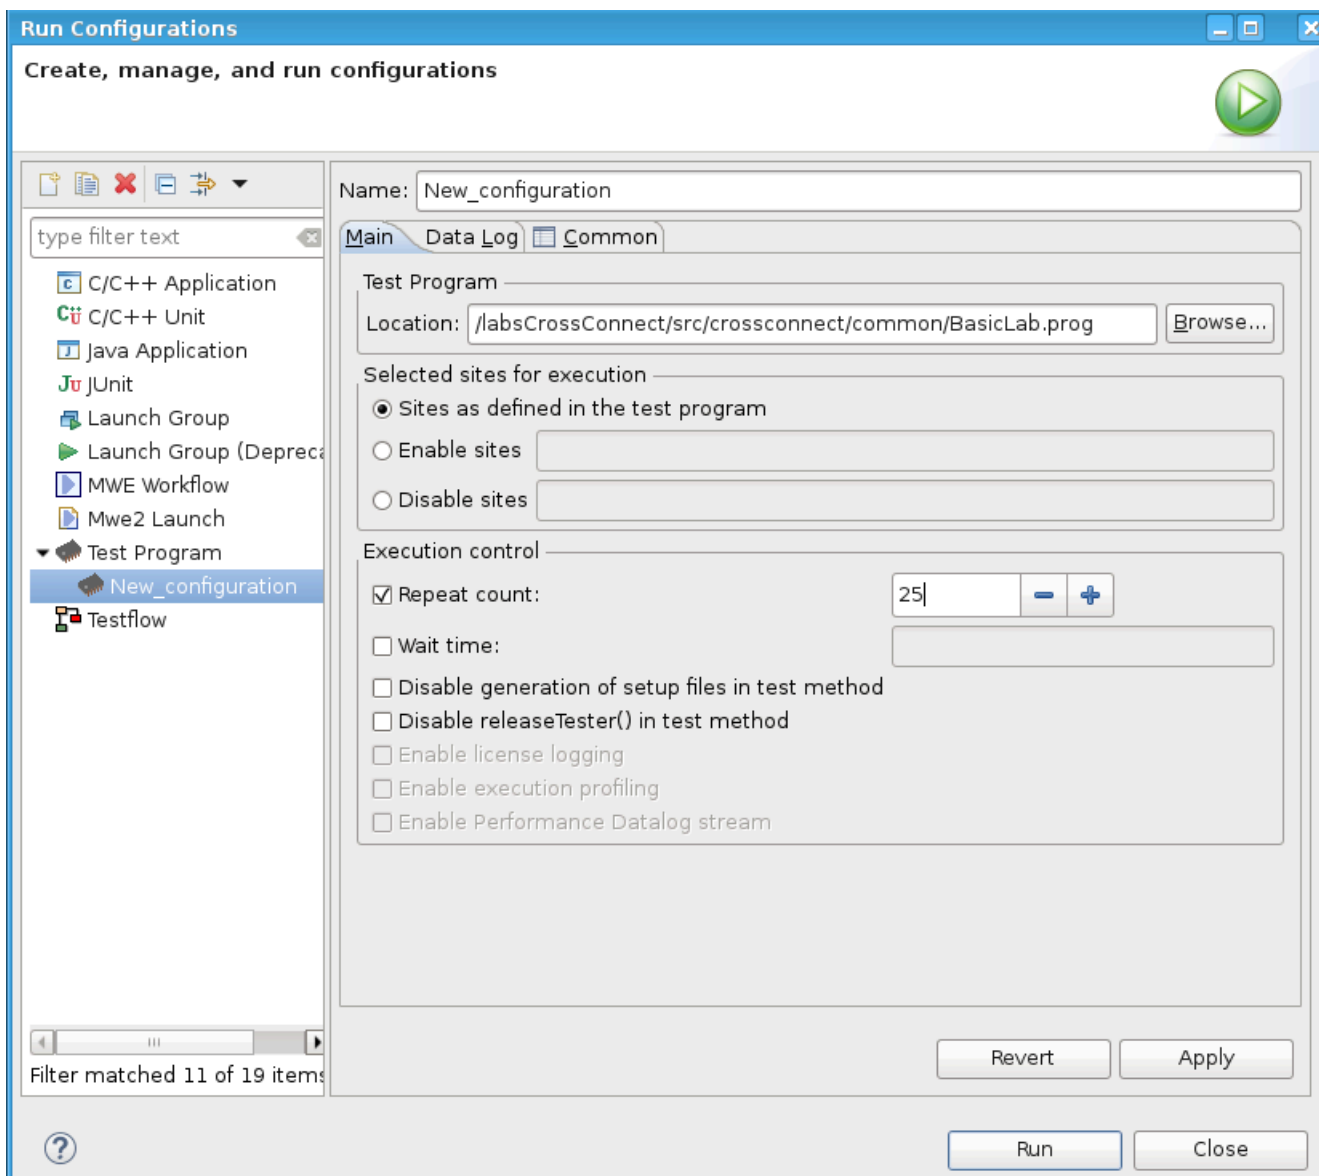 Run Configurations
Create, manage, and run configurations
type filter text
C/C++ Application
C/C++ Unit
Java Application
JUnit
Launch Group
Launch Group (Depreca
MWE Workflow
Mwe2 Launch
Test Program
New_configuration
Testflow
Filter matched 11 of 19 items
Name: New_configuration
Main Data Log Common
Test Program
Location: /labsCrossConnect/src/crossconnect/common/BasicLab.prog Browse...
Selected sites for execution
Sites as defined in the test program
Enable sites
Disable sites
Execution control
Repeat count: 25
Wait time:
Disable generation of setup files in test method
Disable releaseTester() in test method
Enable license logging
Enable execution profiling
Enable Performance Datalog stream
Revert Apply
Run Close